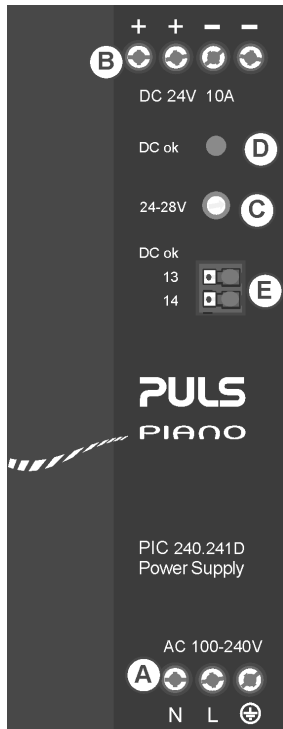 + + − −
B
DC 24V 10A
DC ok
D
24-28V
C
DC ok
13
E
14
PULS
PIANO
PIC 240.241D
Power Supply
AC 100-240V
A
N L